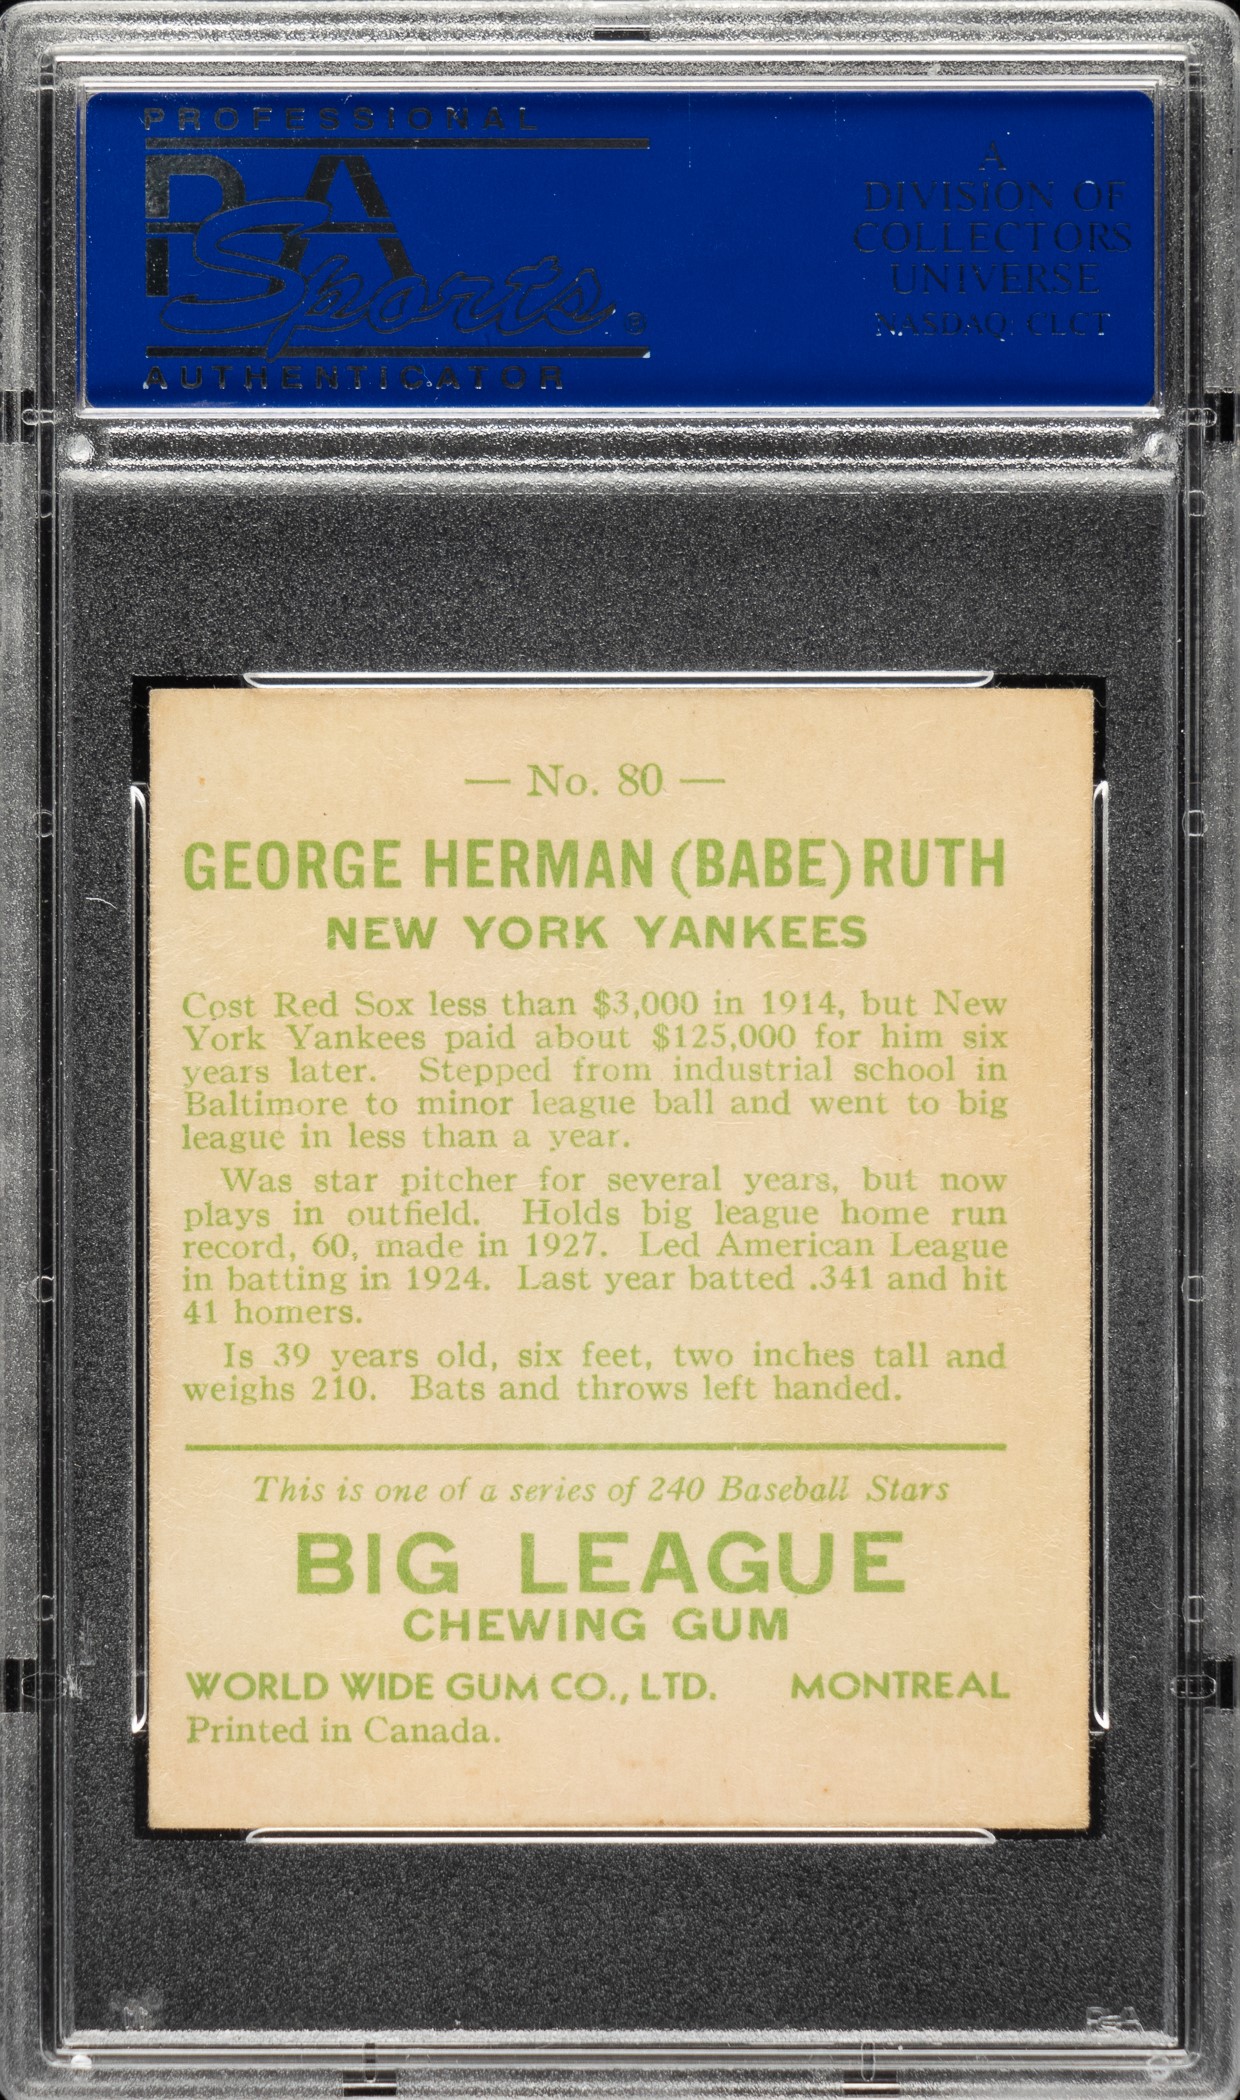 PROFESSIONAL
PSA
Sports®
AUTHENTICATOR
A
DIVISION OF
COLLECTORS
UNIVERSE
NASDAQ: CLCT
— No. 80 —
GEORGE HERMAN (BABE) RUTH
NEW YORK YANKEES
Cost Red Sox less than $3,000 in 1914, but New
York Yankees paid about $125,000 for him six
years later. Stepped from industrial school in
Baltimore to minor league ball and went to big
league in less than a year.
Was star pitcher for several years, but now
plays in outfield. Holds big league home run
record, 60, made in 1927. Led American League
in batting in 1924. Last year batted .341 and hit
41 homers.
Is 39 years old, six feet, two inches tall and
weighs 210. Bats and throws left handed.
This is one of a series of 240 Baseball Stars
BIG LEAGUE
CHEWING GUM
WORLD WIDE GUM CO., LTD. MONTREAL
Printed in Canada.
PSA